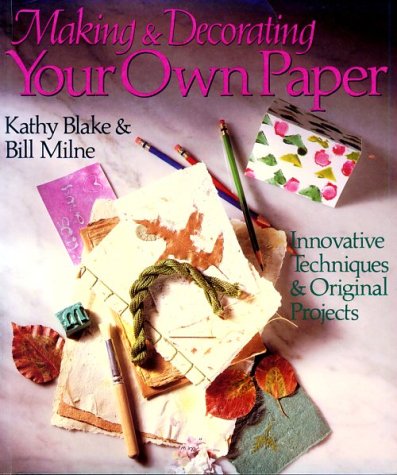 Making & Decorating
Your Own Paper
Kathy Blake &
Bill Milne
Innovative
Techniques
& Original
Projects